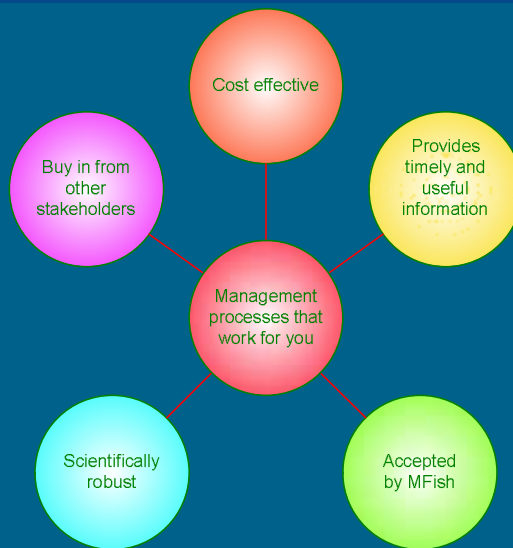 Cost effective
Buy in from
other
stakeholders
Provides
timely and
useful
information
Management
processes that
work for you
Scientifically
robust
Accepted
by MFish